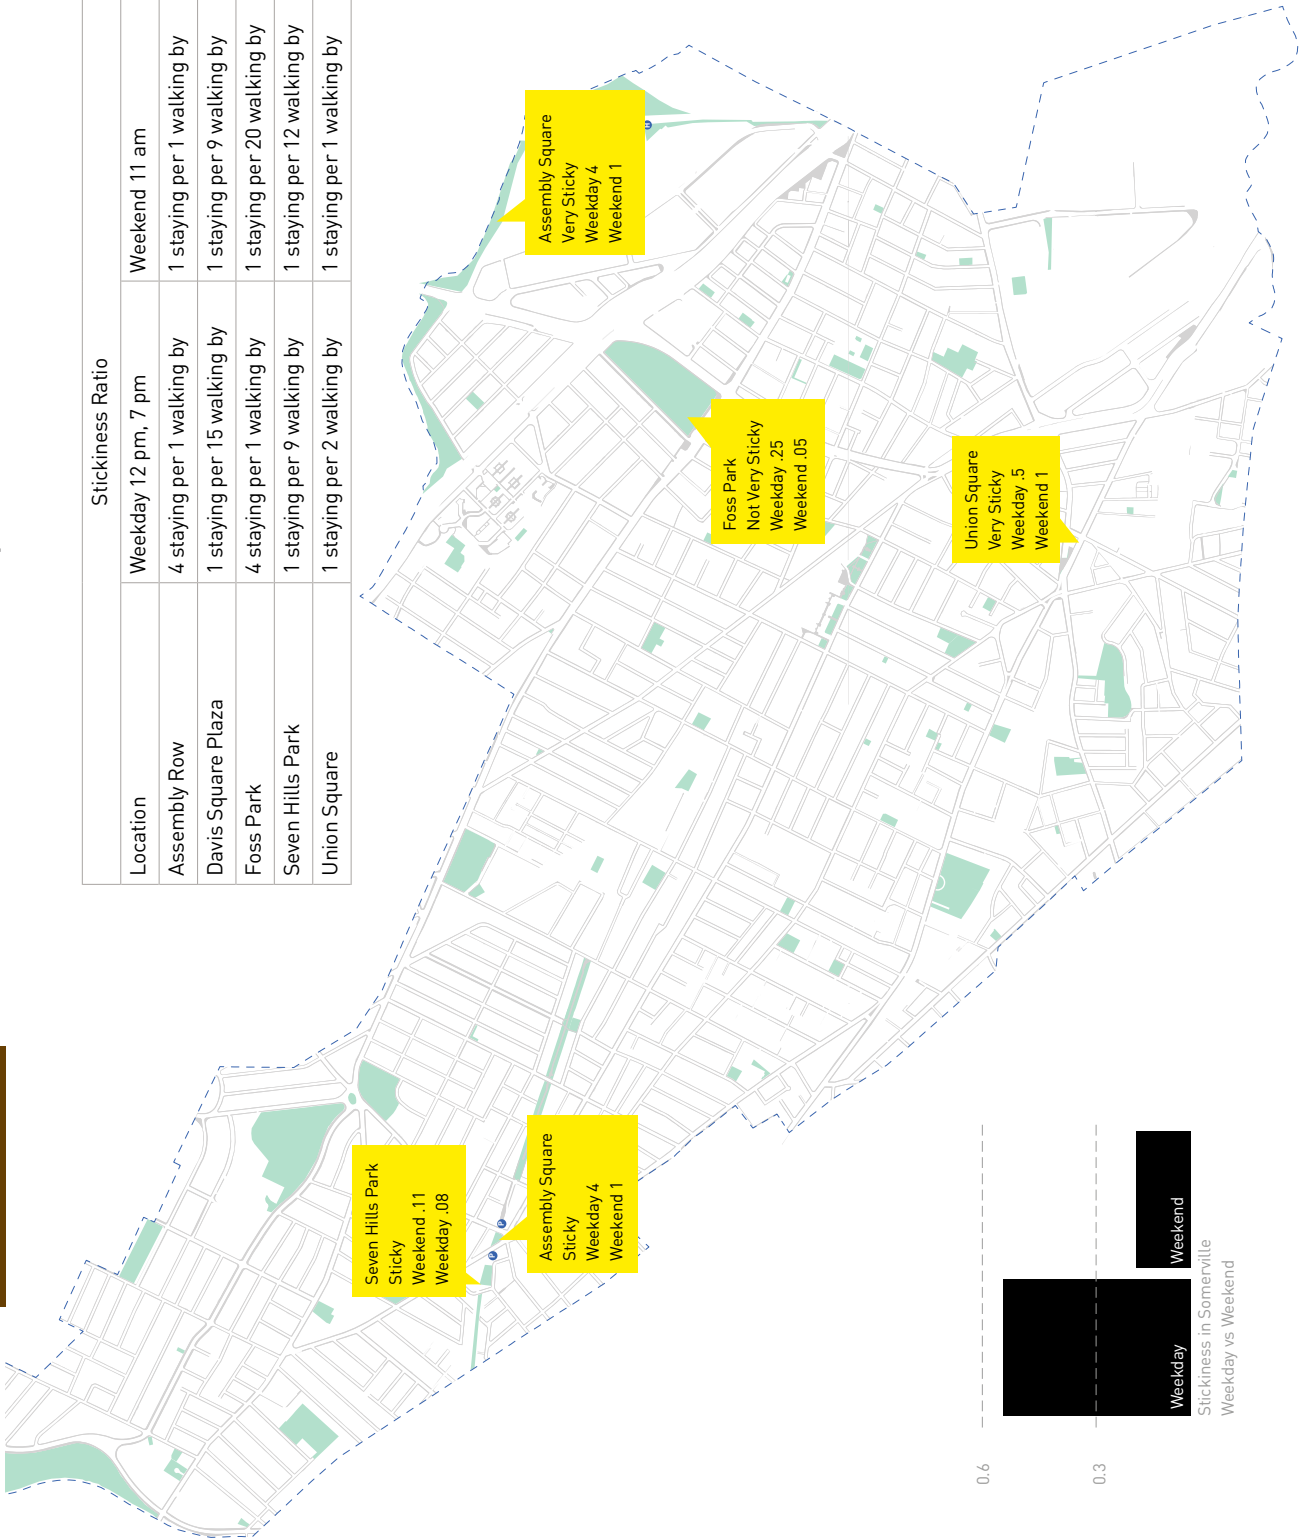 Stickiness Ratio
Location Weekday 12 pm, 7 pm Weekend 11 am
Assembly Row 4 staying per 1 walking by 1 staying per 1 walking by
Davis Square Plaza 1 staying per 15 walking by 1 staying per 9 walking by
Foss Park 4 staying per 1 walking by 1 staying per 20 walking by
Seven Hills Park 1 staying per 9 walking by 1 staying per 12 walking by
Union Square 1 staying per 2 walking by 1 staying per 1 walking by
Seven Hills Park
Sticky
Weekend .11
Weekday .08
Assembly Square
Sticky
Weekday 4
Weekend 1
Assembly Square
Very Sticky
Weekday 4
Weekend 1
Foss Park
Not Very Sticky
Weekday .25
Weekend .05
Union Square
Very Sticky
Weekday .5
Weekend 1
0.6
0.3
Weekday
Weekend
Stickiness in Somerville
Weekday vs Weekend